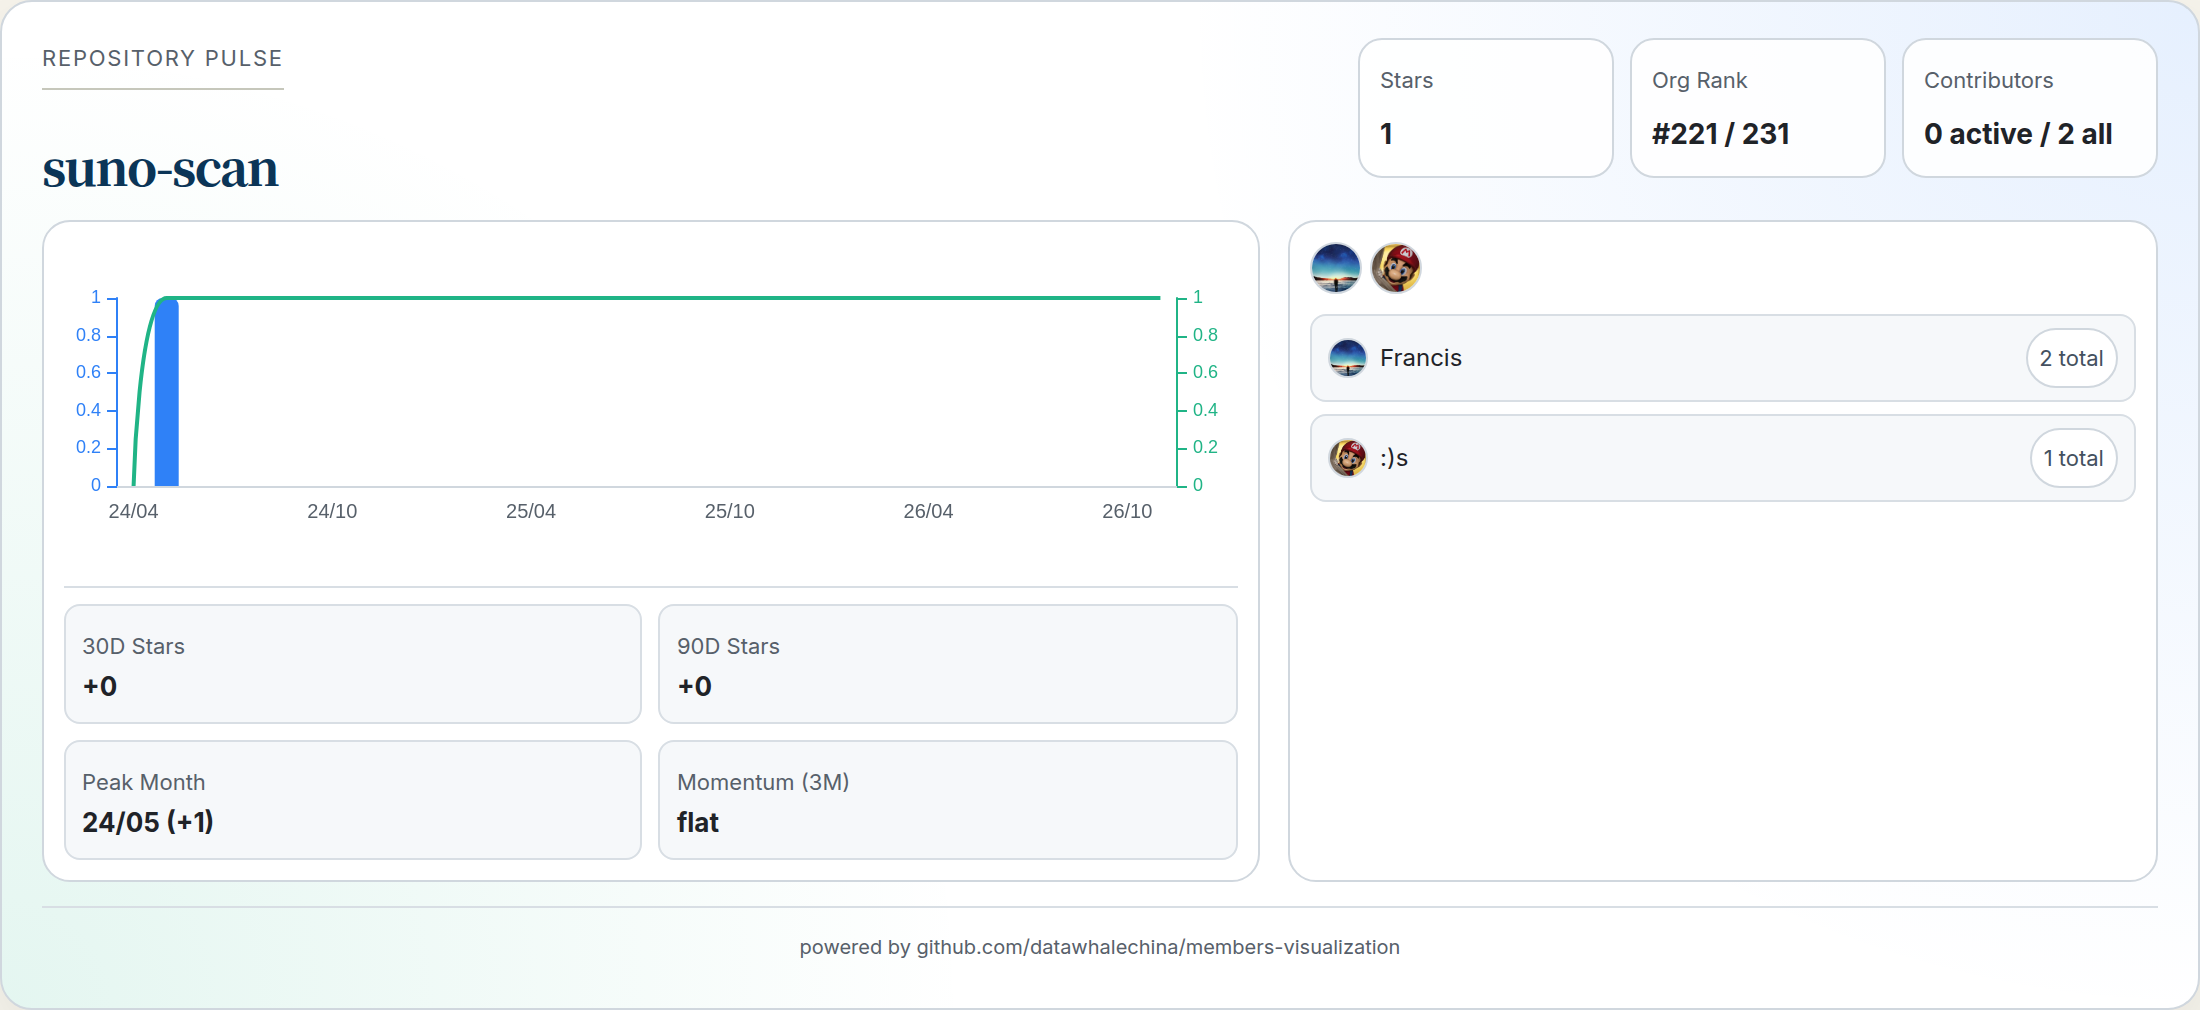 REPOSITORY PULSE
suno-scan
Stars
1
Org Rank
#221 / 231
Contributors
0 active / 2 all
1
0.8
0.6
0.4
0.2
0
1
0.8
0.6
0.4
0.2
0
24/04
24/10
25/04
25/10
26/04
26/10
30D Stars
+0
90D Stars
+0
Peak Month
24/05 (+1)
Momentum (3M)
flat
Francis
2 total
:)s
1 total
powered by github.com/datawhalechina/members-visualization